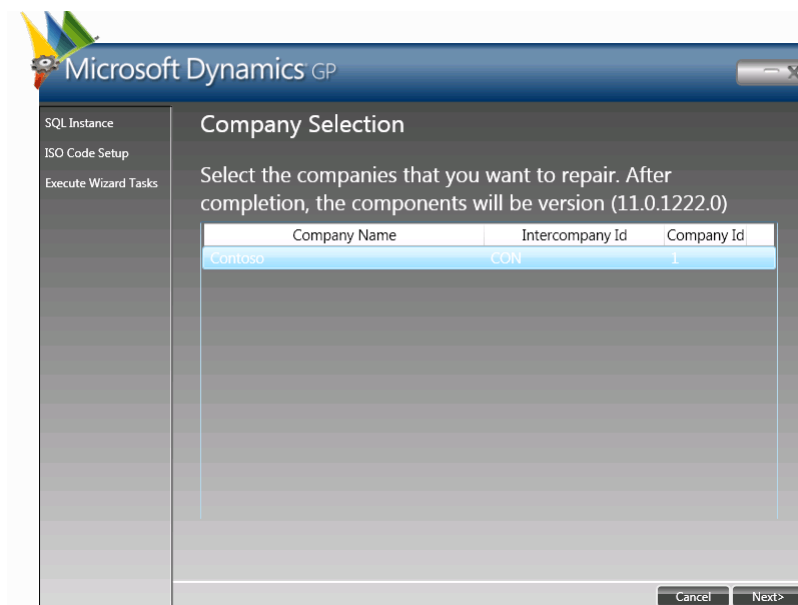 Microsoft Dynamics GP
SQL Instance
ISO Code Setup
Execute Wizard Tasks
Company Selection
Select the companies that you want to repair. After
completion, the components will be version (11.0.1222.0)
Company Name Intercompany Id Company Id
Contoso CON 1
Cancel Next>